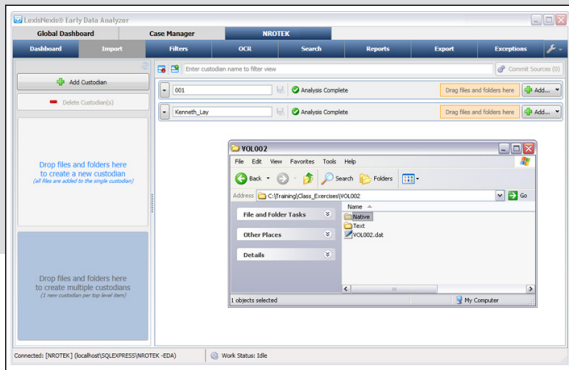 LexisNexis® Early Data Analyzer
Global Dashboard Case Manager NROTEK
Dashboard Import Filters OCR Search Reports Export Exceptions
Add Custodian
Enter custodian name to filter view
Commit Sources (0)
Delete Custodian(s)
001 Analysis Complete Drag files and folders here Add...
Kenneth_Lay Analysis Complete Drag files and folders here Add...
Drop files and folders here
to create a new custodian
(all files are added to the single custodian)
VOL002
File Edit View Favorites Tools Help
Back Search Folders
Address C:\Training\Class_Exercises\VOL002 Go
File and Folder Tasks
Other Places
Details
Name
Native
Text
VOL002.dat
1 objects selected My Computer
Drop files and folders here
to create multiple custodians
(1 new custodian per top level item)
Connected: [NROTEK] (localhost\SQLEXPRESS\NROTEK -EDA) Work Status: Idle